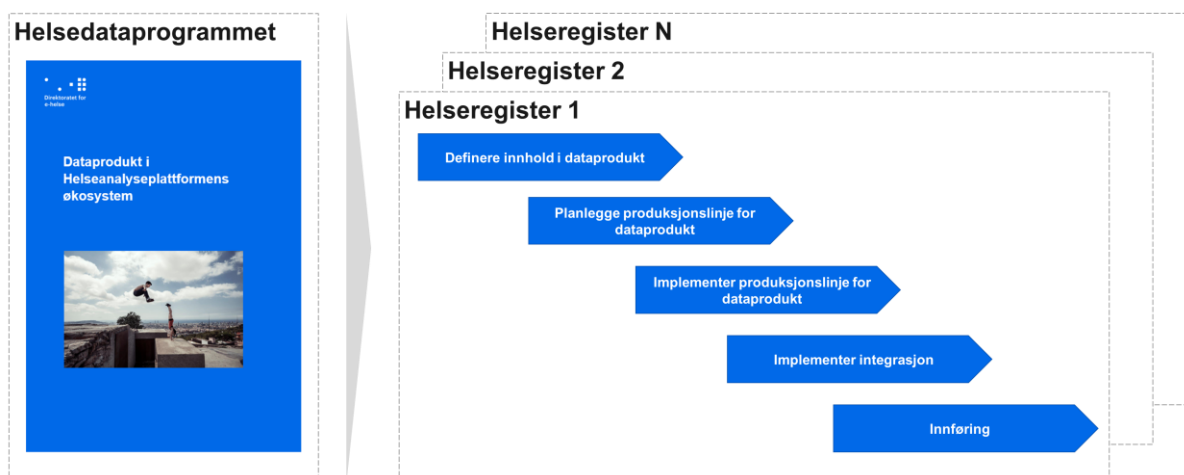 Helsedataprogrammet
Direktoratet for
e-helse
Dataprodukt i
Helseanalyseplattformens
økosystem
Helseregister N
Helseregister 2
Helseregister 1
Definere innhold i dataprodukt
Planlegge produksjonslinje for
dataprodukt
Implementer produksjonslinje for
dataprodukt
Implementer integrasjon
Innføring